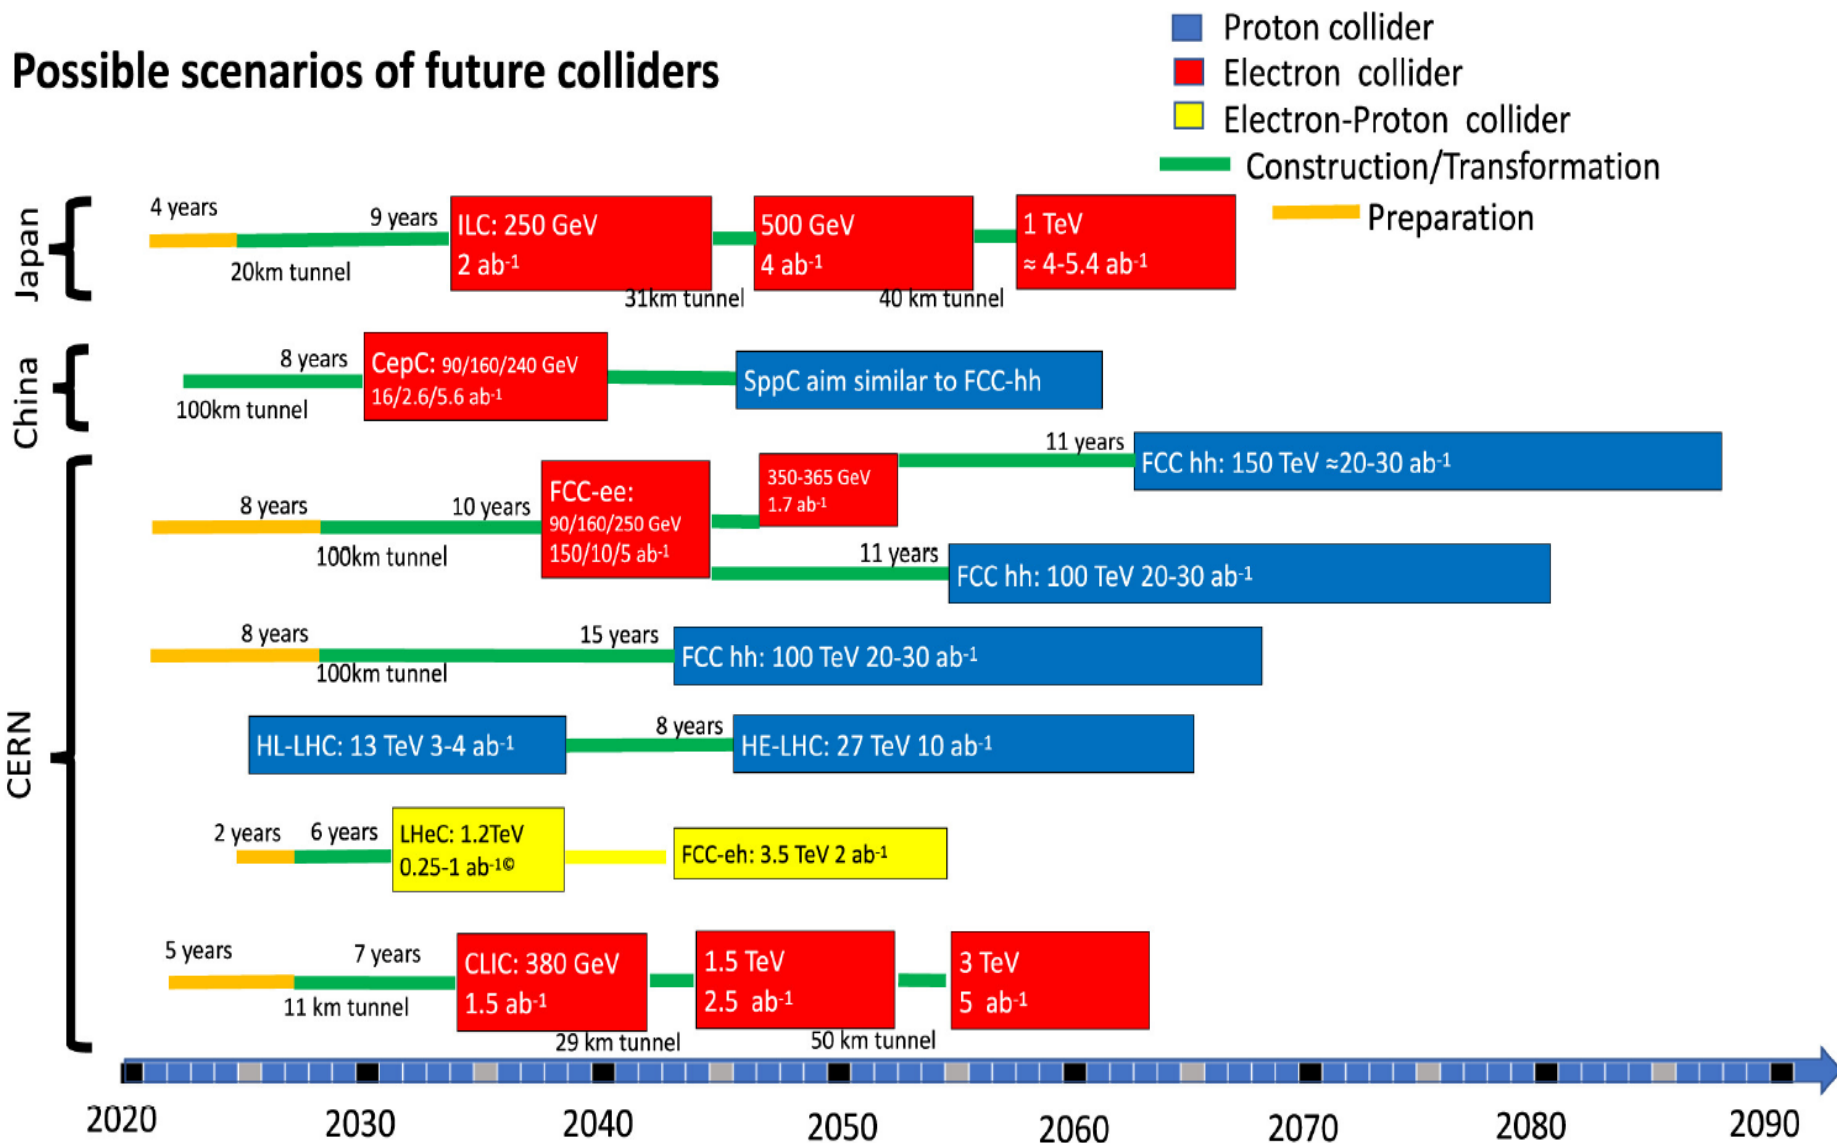 Possible scenarios of future colliders
Proton collider
Electron  collider
Electron-Proton  collider
Construction/Transformation
Preparation
Japan
4 years
9 years
20km tunnel
ILC: 250 GeV
2 ab-1
31km tunnel
500 GeV
4 ab-1
40 km tunnel
1 TeV
≈ 4-5.4 ab-1
China
8 years
100km tunnel
CepC: 90/160/240 GeV
16/2.6/5.6 ab-1
SppC aim similar to FCC-hh
CERN
8 years
10 years
100km tunnel
FCC-ee:
90/160/250 GeV
150/10/5 ab-1
350-365 GeV
1.7 ab-1
11 years
FCC hh: 150 TeV ≈20-30 ab-1
11 years
FCC hh: 100 TeV 20-30 ab-1
8 years
15 years
100km tunnel
FCC hh: 100 TeV 20-30 ab-1
HL-LHC: 13 TeV 3-4 ab-1
8 years
HE-LHC: 27 TeV 10 ab-1
2 years
6 years
LHeC: 1.2TeV
0.25-1 ab-1©
FCC-eh: 3.5 TeV 2 ab-1
5 years
7 years
11 km tunnel
CLIC: 380 GeV
1.5 ab-1
29 km tunnel
1.5 TeV
2.5  ab-1
50 km tunnel
3 TeV
5  ab-1
2020
2030
2040
2050
2060
2070
2080
2090